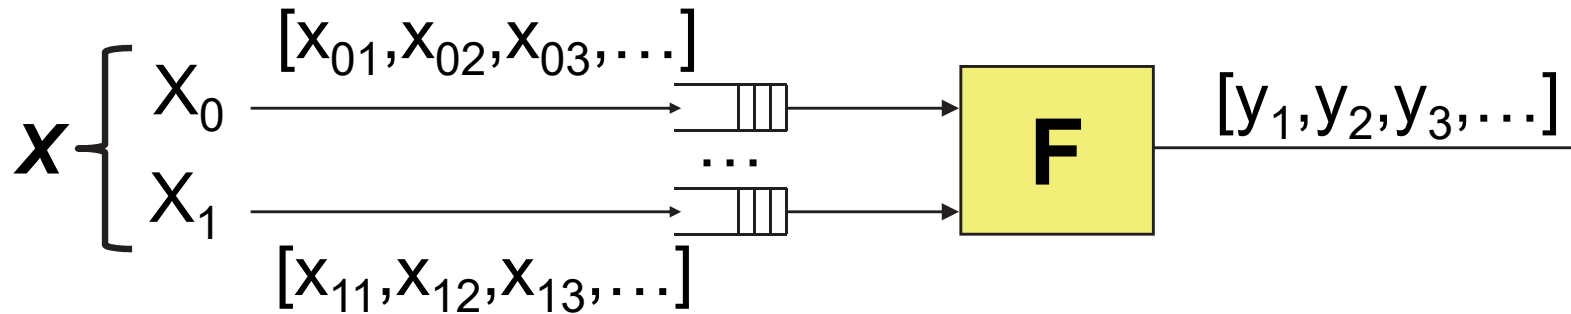 [x₀₁,x₀₂,x₀₃,…]
X₀
X
…
F
[y₁,y₂,y₃,…]
X₁
[x₁₁,x₁₂,x₁₃,…]